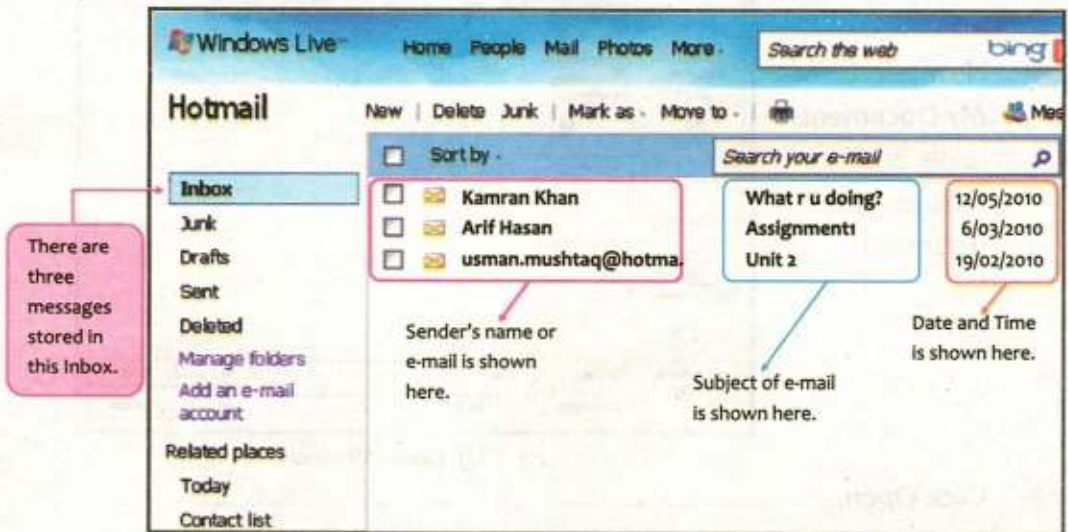 Windows Live™ Home People Mail Photos More Search the web bing
Hotmail New | Delete Junk | Mark as Move to |
Sort by Search your e-mail
Inbox
Junk
Drafts
Sent
Deleted
Manage folders
Add an e-mail
account
Related places
Today
Contact list
Kamran Khan What r u doing? 12/05/2010
Arif Hasan Assignment1 6/03/2010
usman.mushtaq@hotma. Unit 2 19/02/2010
There are
three
messages
stored in
this Inbox.
Sender's name or
e-mail is shown
here.
Subject of e-mail
is shown here.
Date and Time
is shown here.